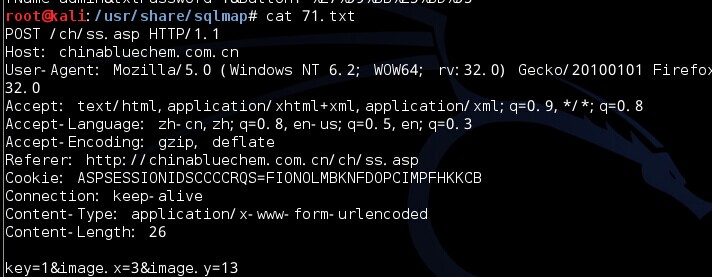 root@kali:/usr/share/sqlmap# cat 71.txt
POST /ch/ss.asp HTTP/1.1
Host: chinabluechem.com.cn
User-Agent: Mozilla/5.0 (Windows NT 6.2; WOW64; rv:32.0) Gecko/20100101 Firefox
32.0
Accept: text/html,application/xhtml+xml,application/xml;q=0.9,*/*;q=0.8
Accept-Language: zh-cn,zh;q=0.8,en-us;q=0.5,en;q=0.3
Accept-Encoding: gzip, deflate
Referer: http://chinabluechem.com.cn/ch/ss.asp
Cookie: ASPSESSIONIDSCCCCRQS=FIONOLMBKNFDOPCIMPFHKKCB
Connection: keep-alive
Content-Type: application/x-www-form-urlencoded
Content-Length: 26

key=1&image.x=3&image.y=13